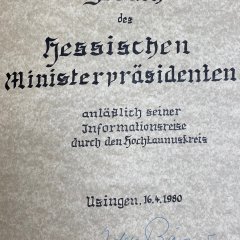 des
Hessischen
Ministerpräsidenten
anläßlich seiner
Informationsreise
durch den Hochtaunuskreis
Usingen, 16.4.1980